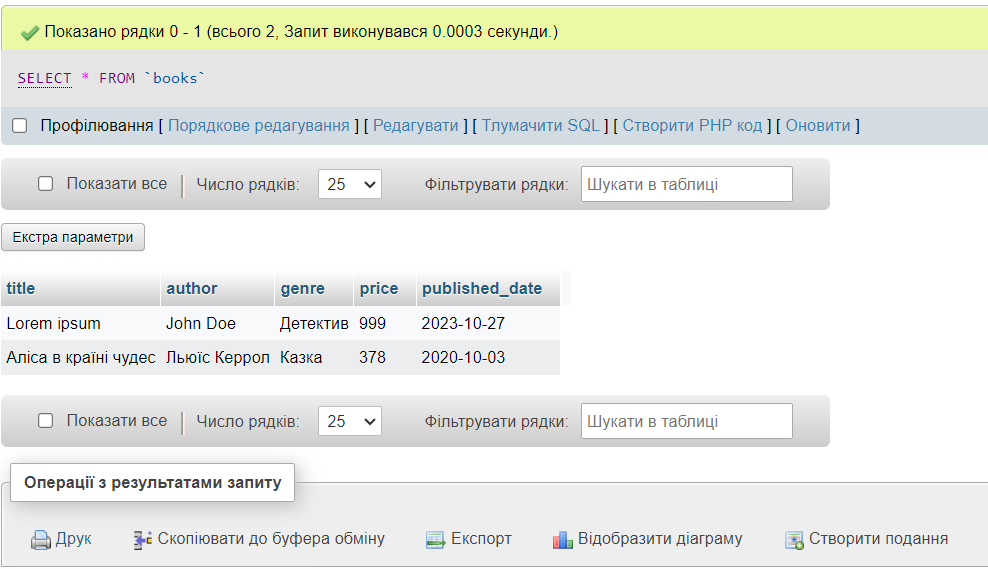 Показано рядки 0 - 1 (всього 2, Запит виконувався 0.0003 секунди.)
SELECT * FROM `books`
Профілювання [ Порядкове редагування ] [ Редагувати ] [ Тлумачити SQL ] [ Створити PHP код ] [ Оновити ]
Показати все Число рядків: 25 Фільтрувати рядки: Шукати в таблиці
Екстра параметри
title author genre price published_date
Lorem ipsum John Doe Детектив 999 2023-10-27
Аліса в країні чудес Льюїс Керрол Казка 378 2020-10-03
Показати все Число рядків: 25 Фільтрувати рядки: Шукати в таблиці
Операції з результатами запиту
Друк Скопіювати до буфера обміну Експорт Відобразити діаграму Створити подання